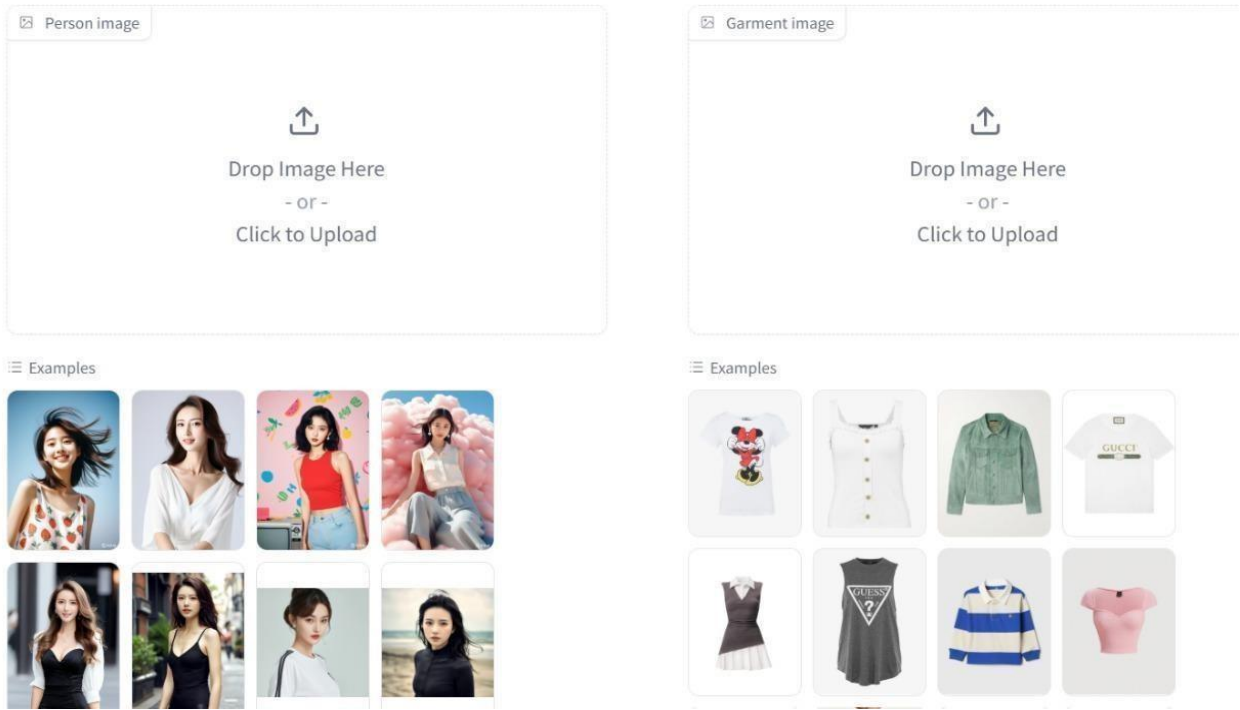 Person image
Drop Image Here
- or -
Click to Upload
Examples
Garment image
Drop Image Here
- or -
Click to Upload
Examples
GUCCI
GUESS
?